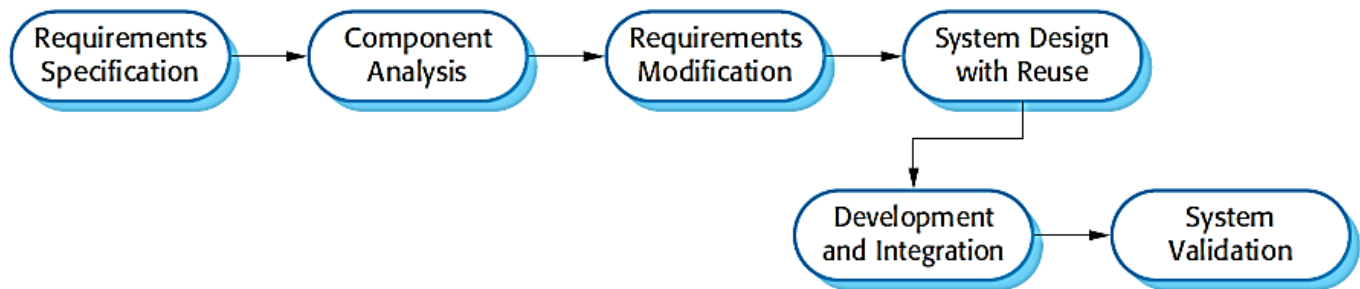 Requirements
Specification
Component
Analysis
Requirements
Modification
System Design
with Reuse
Development
and Integration
System
Validation